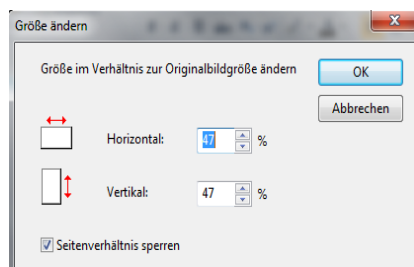 Größe ändern
Größe im Verhältnis zur Originalbildgröße ändern
OK
Abbrechen
Horizontal: 47 %
Vertikal: 47 %
Seitenverhältnis sperren